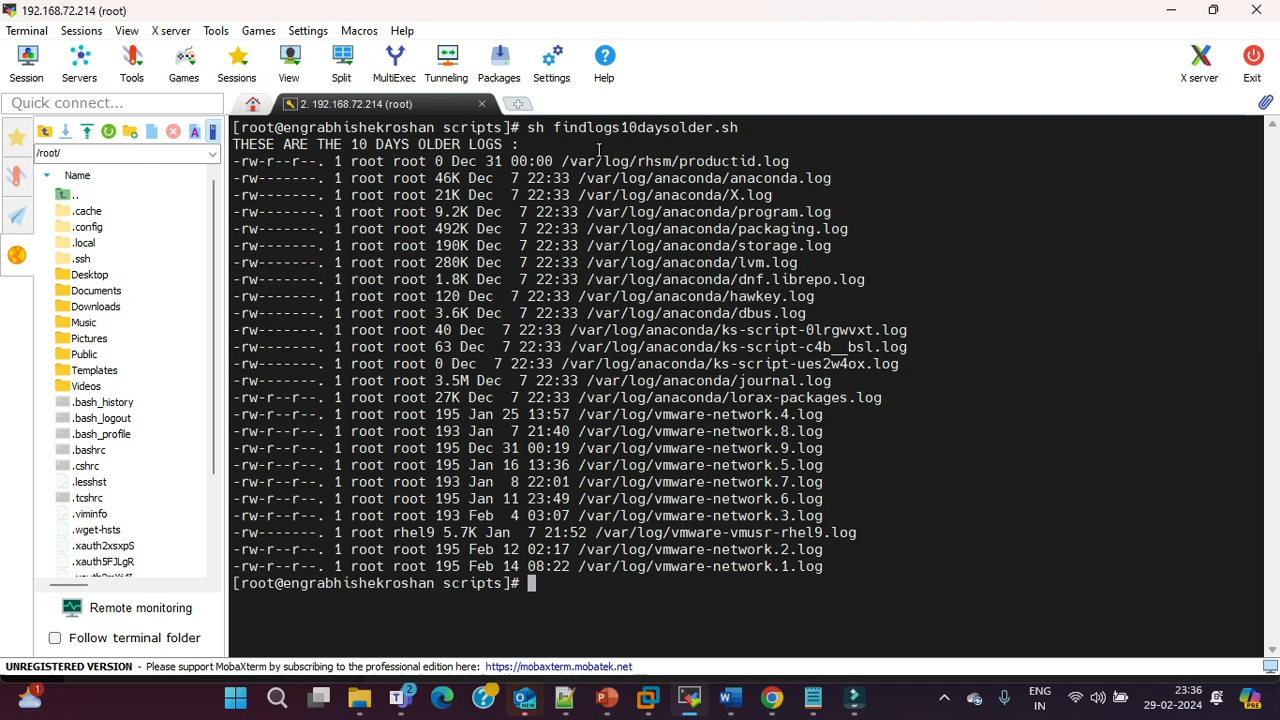 192.168.72.214 (root)
Terminal Sessions View X server Tools Games Settings Macros Help
Session Servers Tools Games Sessions View Split MultiExec Tunneling Packages Settings Help X server Exit
Quick connect...
2. 192.168.72.214 (root)
/root/
Name
..
.cache
.config
.local
.ssh
Desktop
Documents
Downloads
Music
Pictures
Public
Templates
Videos
.bash_history
.bash_logout
.bash_profile
.bashrc
.cshrc
.lesshst
.tcshrc
.viminfo
.wget-hsts
.xauth2xsxpS
.xauth5FJLgR
Remote monitoring
Follow terminal folder
[root@engrabhishekroshan scripts]# sh findlogs10daysolder.sh
THESE ARE THE 10 DAYS OLDER LOGS :
-rw-r--r--. 1 root root 0 Dec 31 00:00 /var/log/rhsm/productid.log
-rw-------. 1 root root 46K Dec  7 22:33 /var/log/anaconda/anaconda.log
-rw-------. 1 root root 21K Dec  7 22:33 /var/log/anaconda/X.log
-rw-------. 1 root root 9.2K Dec  7 22:33 /var/log/anaconda/program.log
-rw-------. 1 root root 492K Dec  7 22:33 /var/log/anaconda/packaging.log
-rw-------. 1 root root 190K Dec  7 22:33 /var/log/anaconda/storage.log
-rw-------. 1 root root 280K Dec  7 22:33 /var/log/anaconda/lvm.log
-rw-------. 1 root root 1.8K Dec  7 22:33 /var/log/anaconda/dnf.librepo.log
-rw-------. 1 root root 120 Dec  7 22:33 /var/log/anaconda/hawkey.log
-rw-------. 1 root root 3.6K Dec  7 22:33 /var/log/anaconda/dbus.log
-rw-------. 1 root root 40 Dec  7 22:33 /var/log/anaconda/ks-script-0lrgwvxt.log
-rw-------. 1 root root 63 Dec  7 22:33 /var/log/anaconda/ks-script-c4b__bsl.log
-rw-------. 1 root root 0 Dec  7 22:33 /var/log/anaconda/ks-script-ues2w4ox.log
-rw-------. 1 root root 3.5M Dec  7 22:33 /var/log/anaconda/journal.log
-rw-------. 1 root root 27K Dec  7 22:33 /var/log/anaconda/lorax-packages.log
-rw-r--r--. 1 root root 195 Jan 25 13:57 /var/log/vmware-network.4.log
-rw-r--r--. 1 root root 193 Jan  7 21:40 /var/log/vmware-network.8.log
-rw-r--r--. 1 root root 195 Dec 31 00:19 /var/log/vmware-network.9.log
-rw-r--r--. 1 root root 195 Jan 16 13:36 /var/log/vmware-network.5.log
-rw-r--r--. 1 root root 193 Jan  8 22:01 /var/log/vmware-network.7.log
-rw-r--r--. 1 root root 195 Jan 11 23:49 /var/log/vmware-network.6.log
-rw-r--r--. 1 root root 193 Feb  4 03:07 /var/log/vmware-network.3.log
-rw-------. 1 root rhel9 5.7K Jan  7 21:52 /var/log/vmware-vmusr-rhel9.log
-rw-r--r--. 1 root root 195 Feb 12 02:17 /var/log/vmware-network.2.log
-rw-r--r--. 1 root root 195 Feb 14 08:22 /var/log/vmware-network.1.log
[root@engrabhishekroshan scripts]#
UNREGISTERED VERSION - Please support MobaXterm by subscribing to the professional edition here: https://mobaxterm.mobatek.net
1
2
NEW
ENG
IN
23:36
29-02-2024
PRE